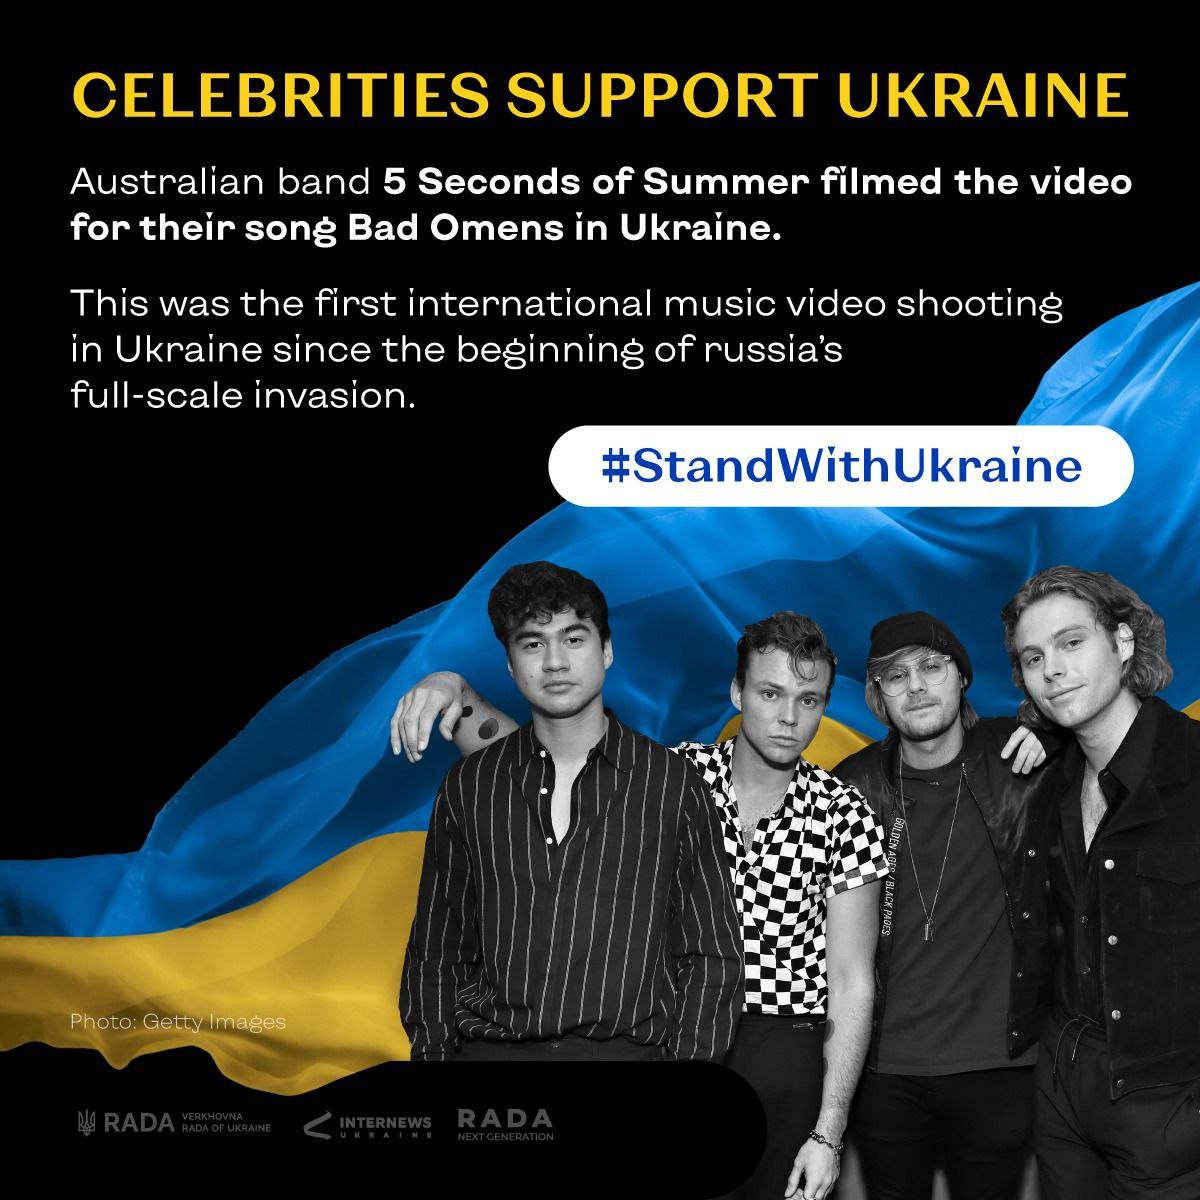 CELEBRITIES SUPPORT UKRAINE
Australian band 5 Seconds of Summer filmed the video
for their song Bad Omens in Ukraine.
This was the first international music video shooting
in Ukraine since the beginning of russia's
full-scale invasion.
#StandWithUkraine
GOLDEN AGES / BLACK PAGES
Photo: Getty Images
RADA VERKHOVNA
RADA OF UKRAINE
INTERNEWS
UKRAINE
RADA
NEXT GENERATION